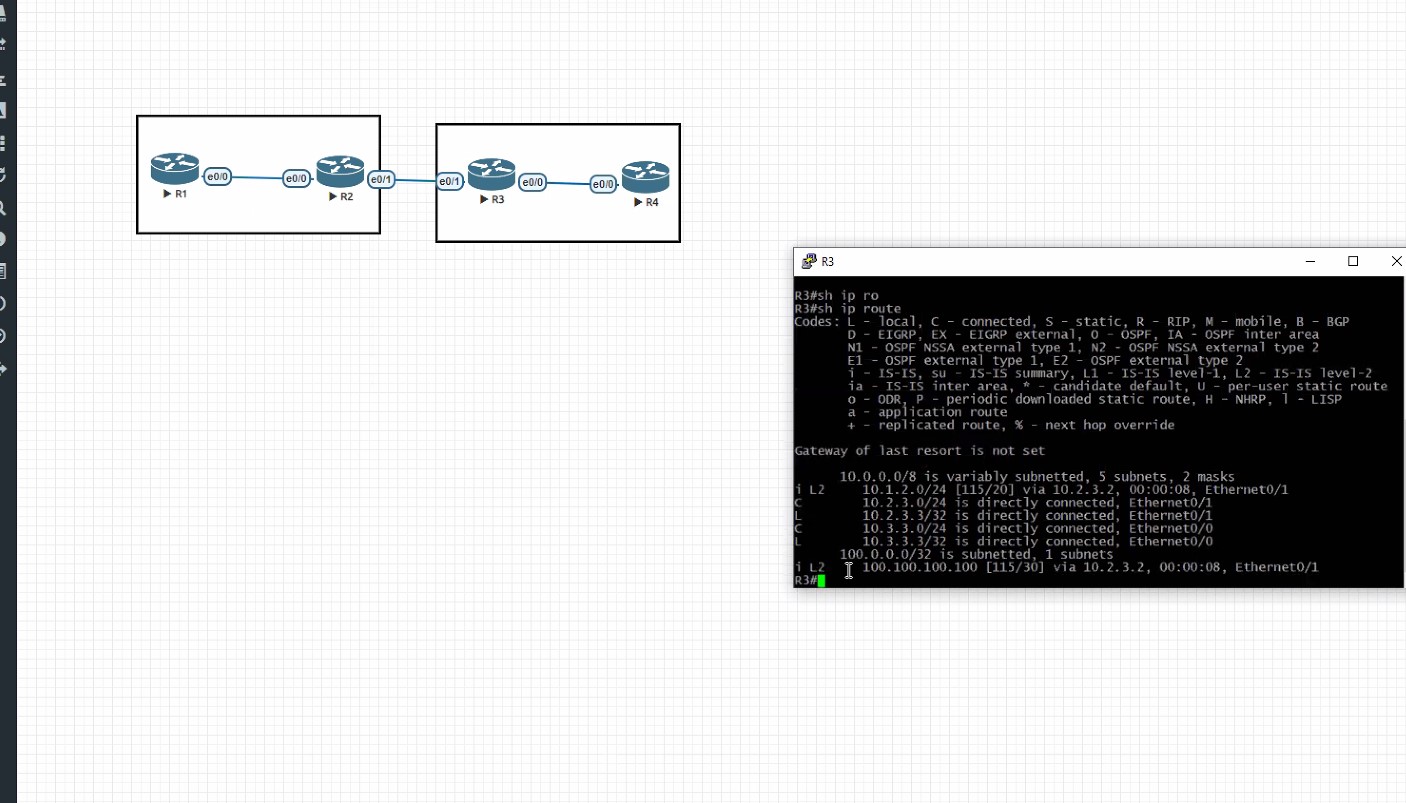 e0/0
e0/0
e0/1
e0/1
e0/0
e0/0
R1
R2
R3
R4
R3
R3#sh ip ro
R3#sh ip route
Codes: L - local, C - connected, S - static, R - RIP, M - mobile, B - BGP
D - EIGRP, EX - EIGRP external, O - OSPF, IA - OSPF inter area
N1 - OSPF NSSA external type 1, N2 - OSPF NSSA external type 2
E1 - OSPF external type 1, E2 - OSPF external type 2
i - IS-IS, su - IS-IS summary, L1 - IS-IS level-1, L2 - IS-IS level-2
ia - IS-IS inter area, * - candidate default, U - per-user static route
o - ODR, P - periodic downloaded static route, H - NHRP, l - LISP
a - application route
+ - replicated route, % - next hop override
Gateway of last resort is not set
10.0.0.0/8 is variably subnetted, 5 subnets, 2 masks
i L2 10.1.2.0/24 [115/20] via 10.2.3.2, 00:00:08, Ethernet0/1
C 10.2.3.0/24 is directly connected, Ethernet0/1
L 10.2.3.3/32 is directly connected, Ethernet0/1
C 10.3.3.0/24 is directly connected, Ethernet0/0
L 10.3.3.3/32 is directly connected, Ethernet0/0
100.0.0.0/32 is subnetted, 1 subnets
i L2 100.100.100.100 [115/30] via 10.2.3.2, 00:00:08, Ethernet0/1
R3#